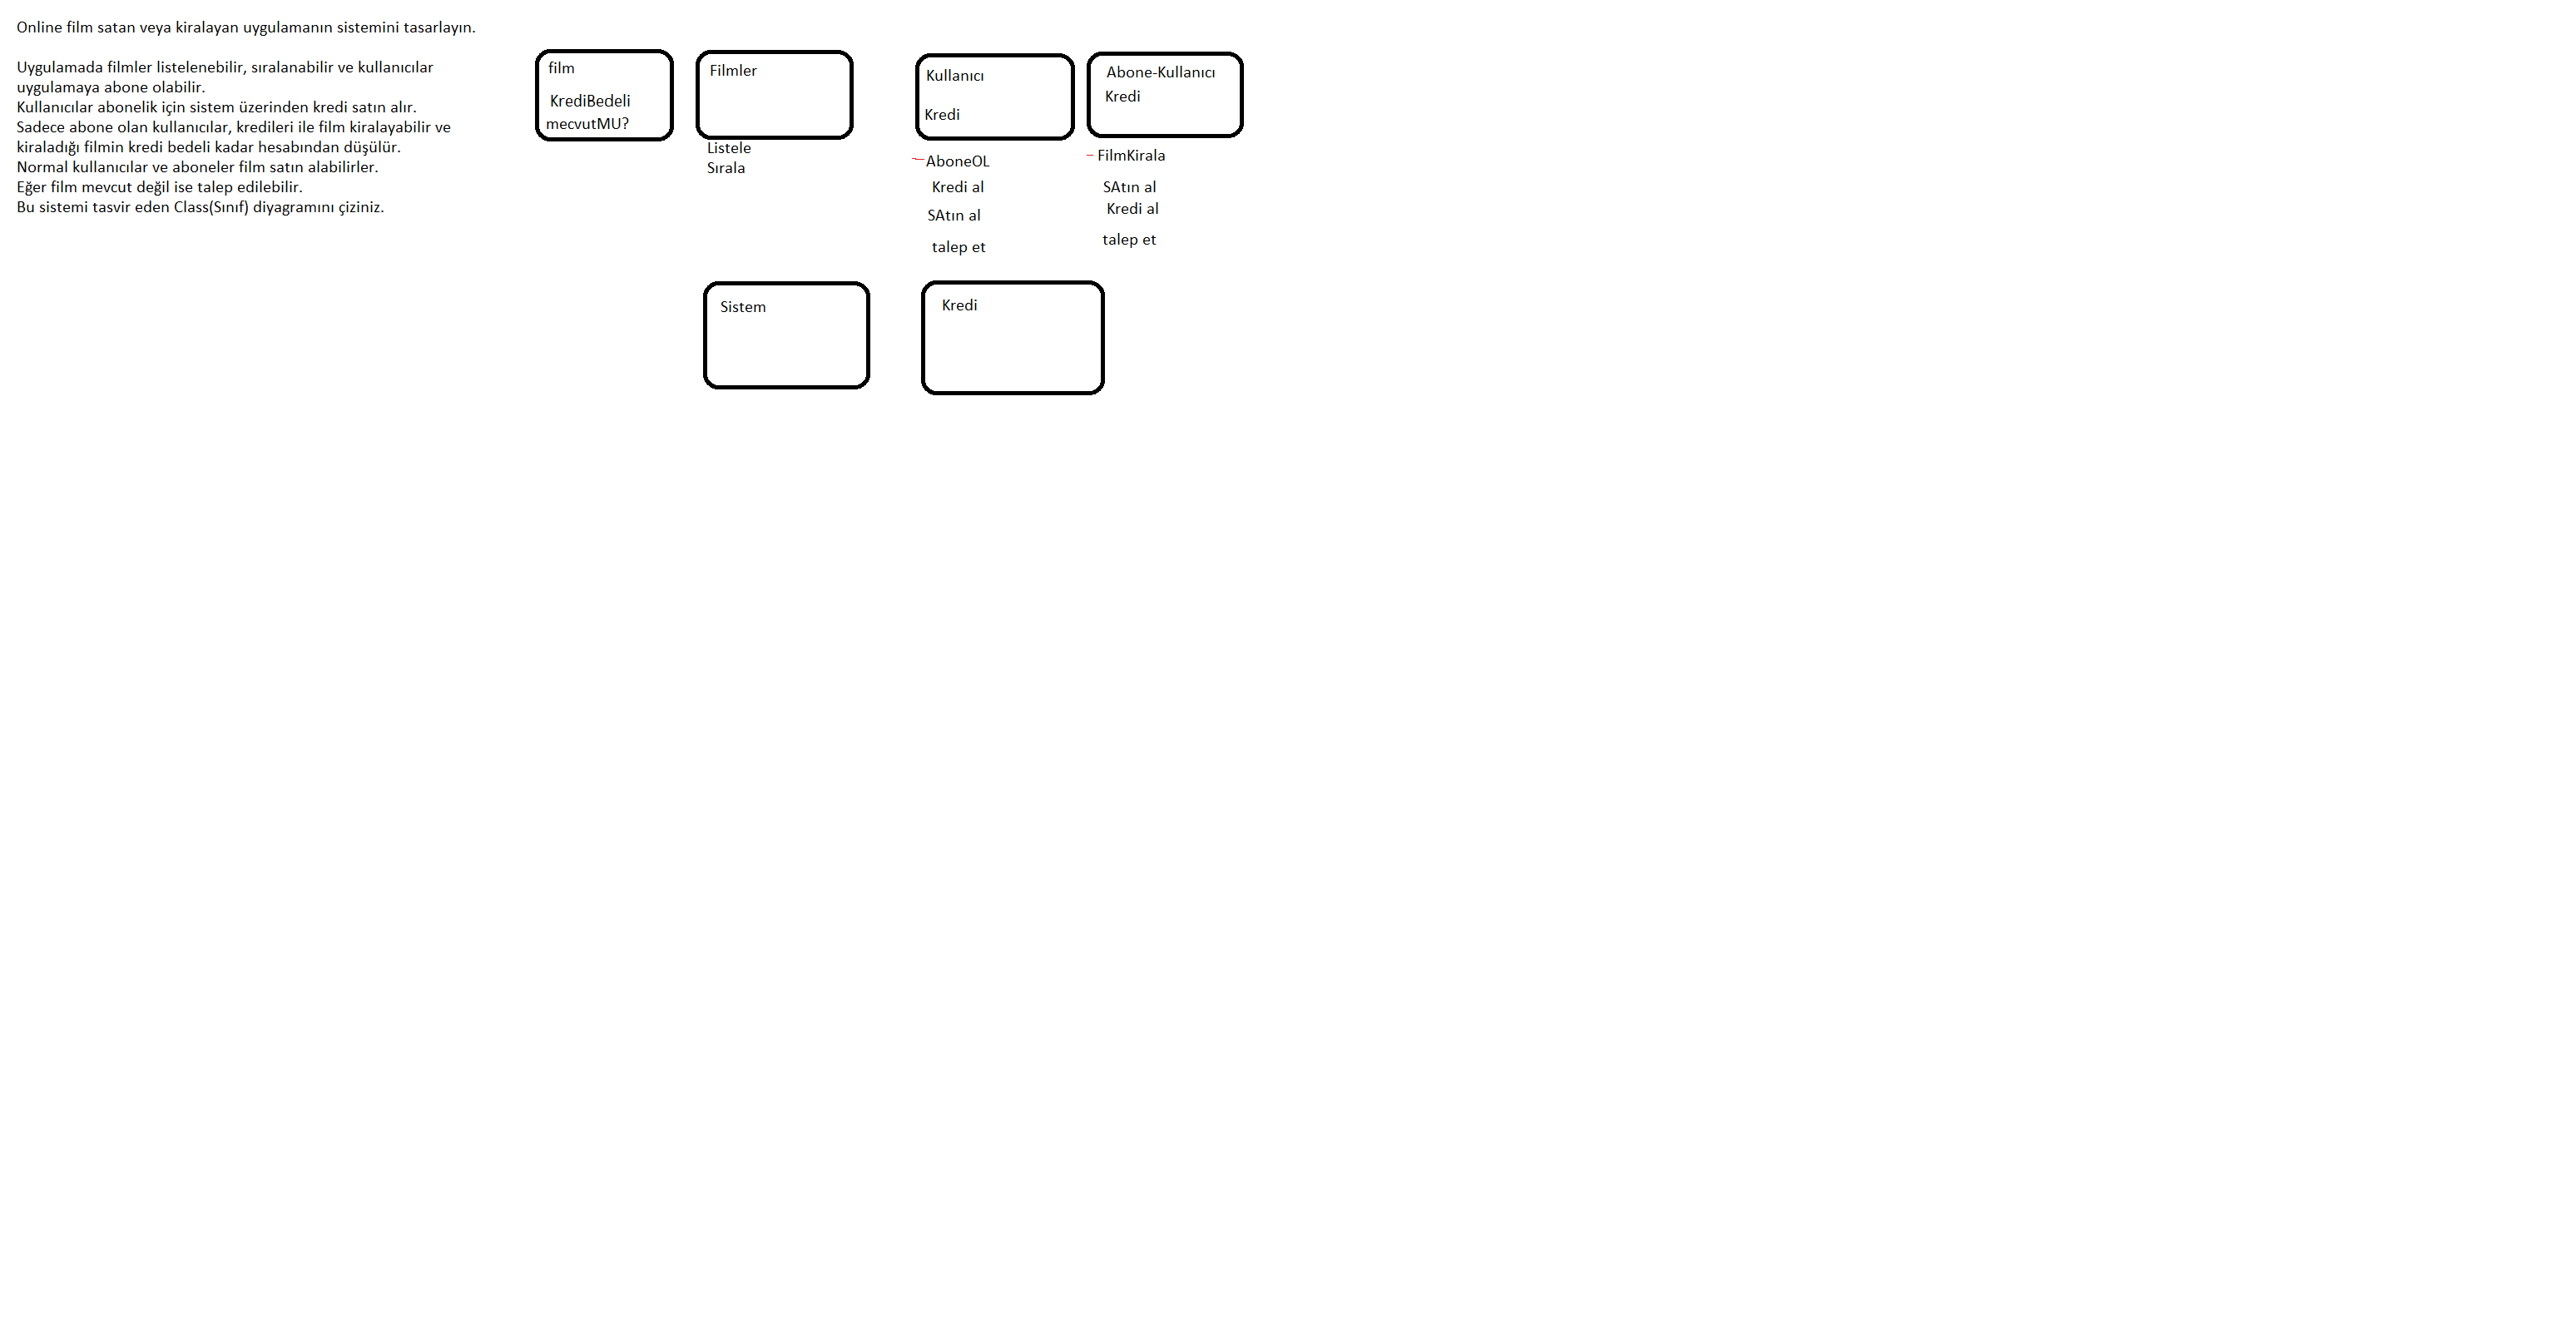 Online film satan veya kiralayan uygulamanın sistemini tasarlayın.
Uygulamada filmler listelenebilir, sıralanabilir ve kullanıcılar
uygulamaya abone olabilir.
Kullanıcılar abonelik için sistem üzerinden kredi satın alır.
Sadece abone olan kullanıcılar, kredileri ile film kiralayabilir ve
kiraladığı filmin kredi bedeli kadar hesabından düşülür.
Normal kullanıcılar ve aboneler film satın alabilirler.
Eğer film mevcut değil ise talep edilebilir.
Bu sistemi tasvir eden Class(Sınıf) diyagramını çiziniz.
film
KrediBedeli
mecvutMU?
Filmler
Listele
Sırala
Kullanıcı
Kredi
AboneOL
Kredi al
SAtın al
talep et
Abone-Kullanıcı
Kredi
FilmKirala
SAtın al
Kredi al
talep et
Sistem
Kredi